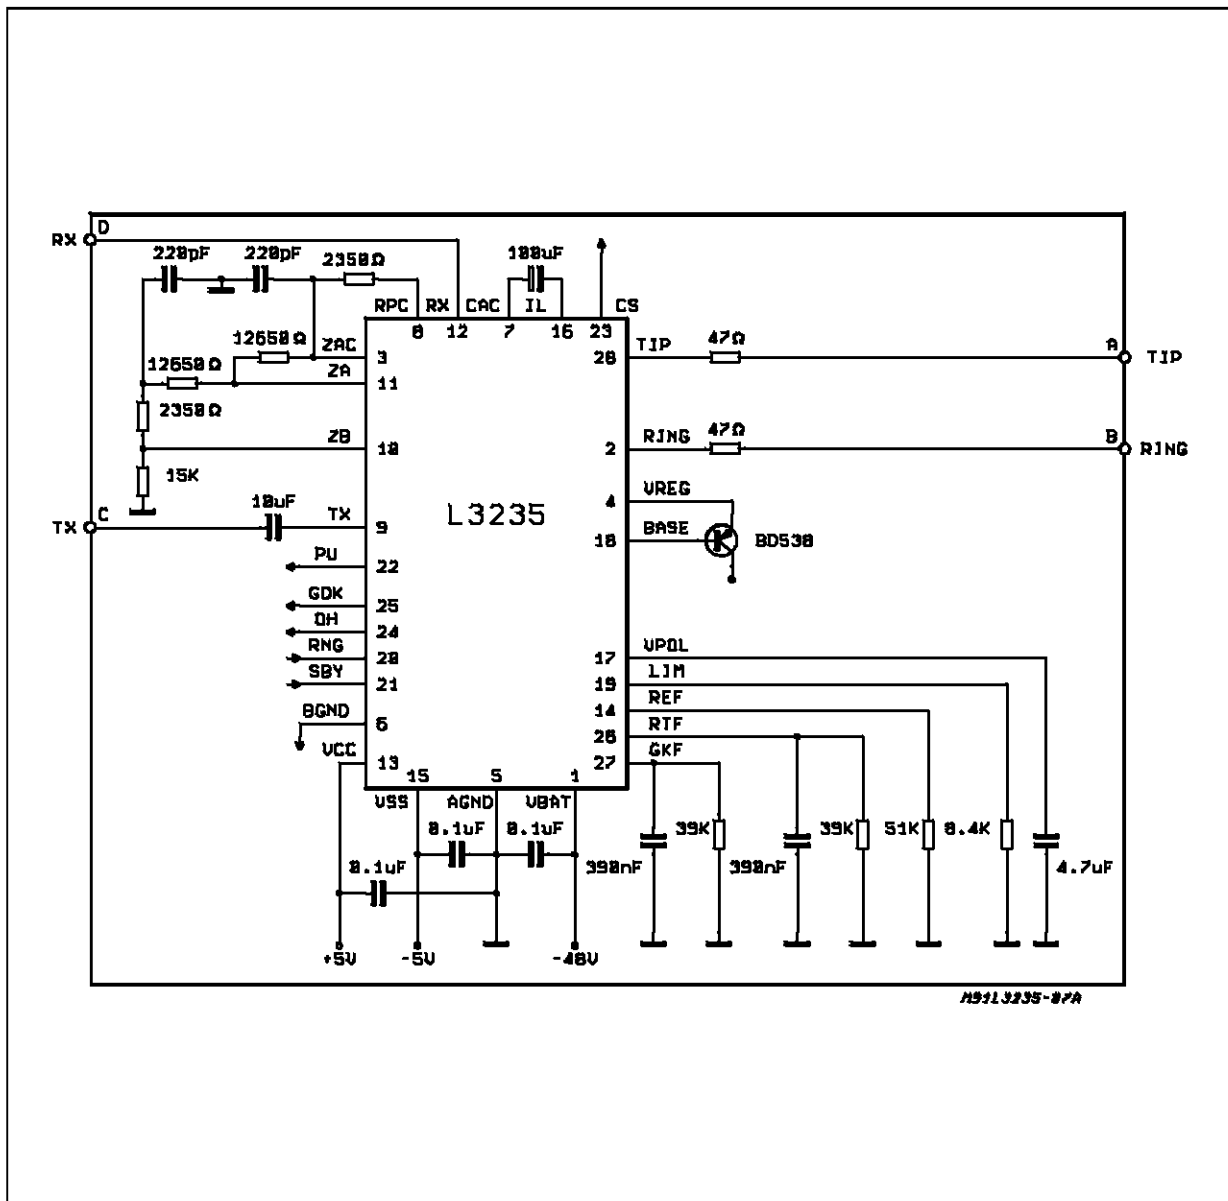 D
RX
220pF 220pF 2350Ω 100uF
RPC RX CAC IL CS
8 12 7 16 23
12650Ω ZAC 3 28 TIP 47Ω A TIP
12650Ω ZA 11
2350Ω
ZB 10 2 RING 47Ω B RING
15K
4 VREG
10uF
TX C TX 9 L3235 18 BASE BD538
PU 22
GDK 25
OH 24
RNG 20 17 VPOL
SBY 21 19 LIM
14 REF
BGND 6 26 RTF
VCC 13 27 GKF
15 5 1
VSS AGND VBAT
0.1uF 0.1uF 39K 39K 51K 8.4K
0.1uF 390nF 390nF 4.7uF
+5V -5V -48V
M91L3235-07A